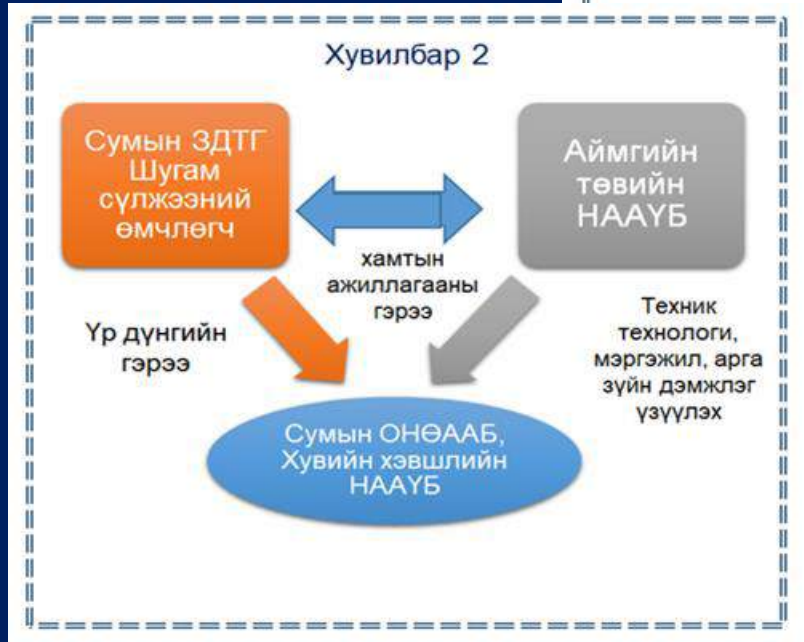 Хувилбар 2
Сумын ЗДТГ
Шугам
сүлжээний
өмчлөгч
Аймгийн
төвийн
НААҮБ
хамтын
ажиллагааны
гэрээ
Үр дүнгийн
гэрээ
Техник
технологи,
мэргэжил, арга
зүйн дэмжлэг
үзүүлэх
Сумын ОНӨААБ,
Хувийн хэвшлийн
НААҮБ